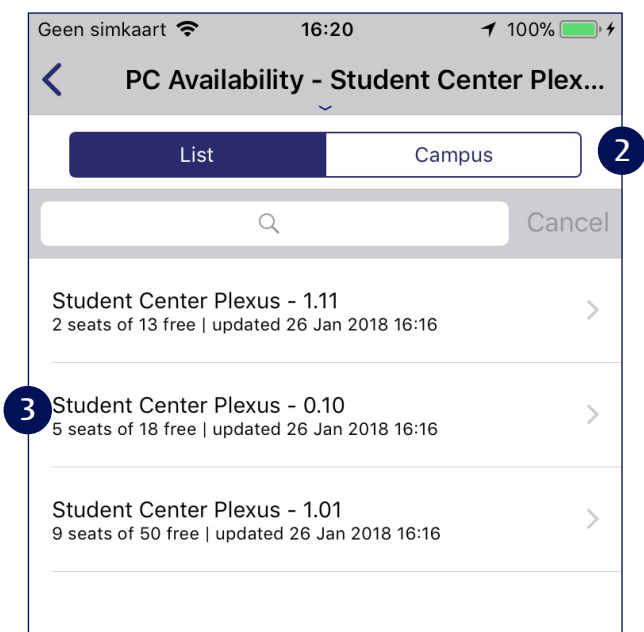 Geen simkaart 16:20 100%
PC Availability - Student Center Plex...
List Campus
2
Cancel
Student Center Plexus - 1.11
2 seats of 13 free | updated 26 Jan 2018 16:16
3
Student Center Plexus - 0.10
5 seats of 18 free | updated 26 Jan 2018 16:16
Student Center Plexus - 1.01
9 seats of 50 free | updated 26 Jan 2018 16:16